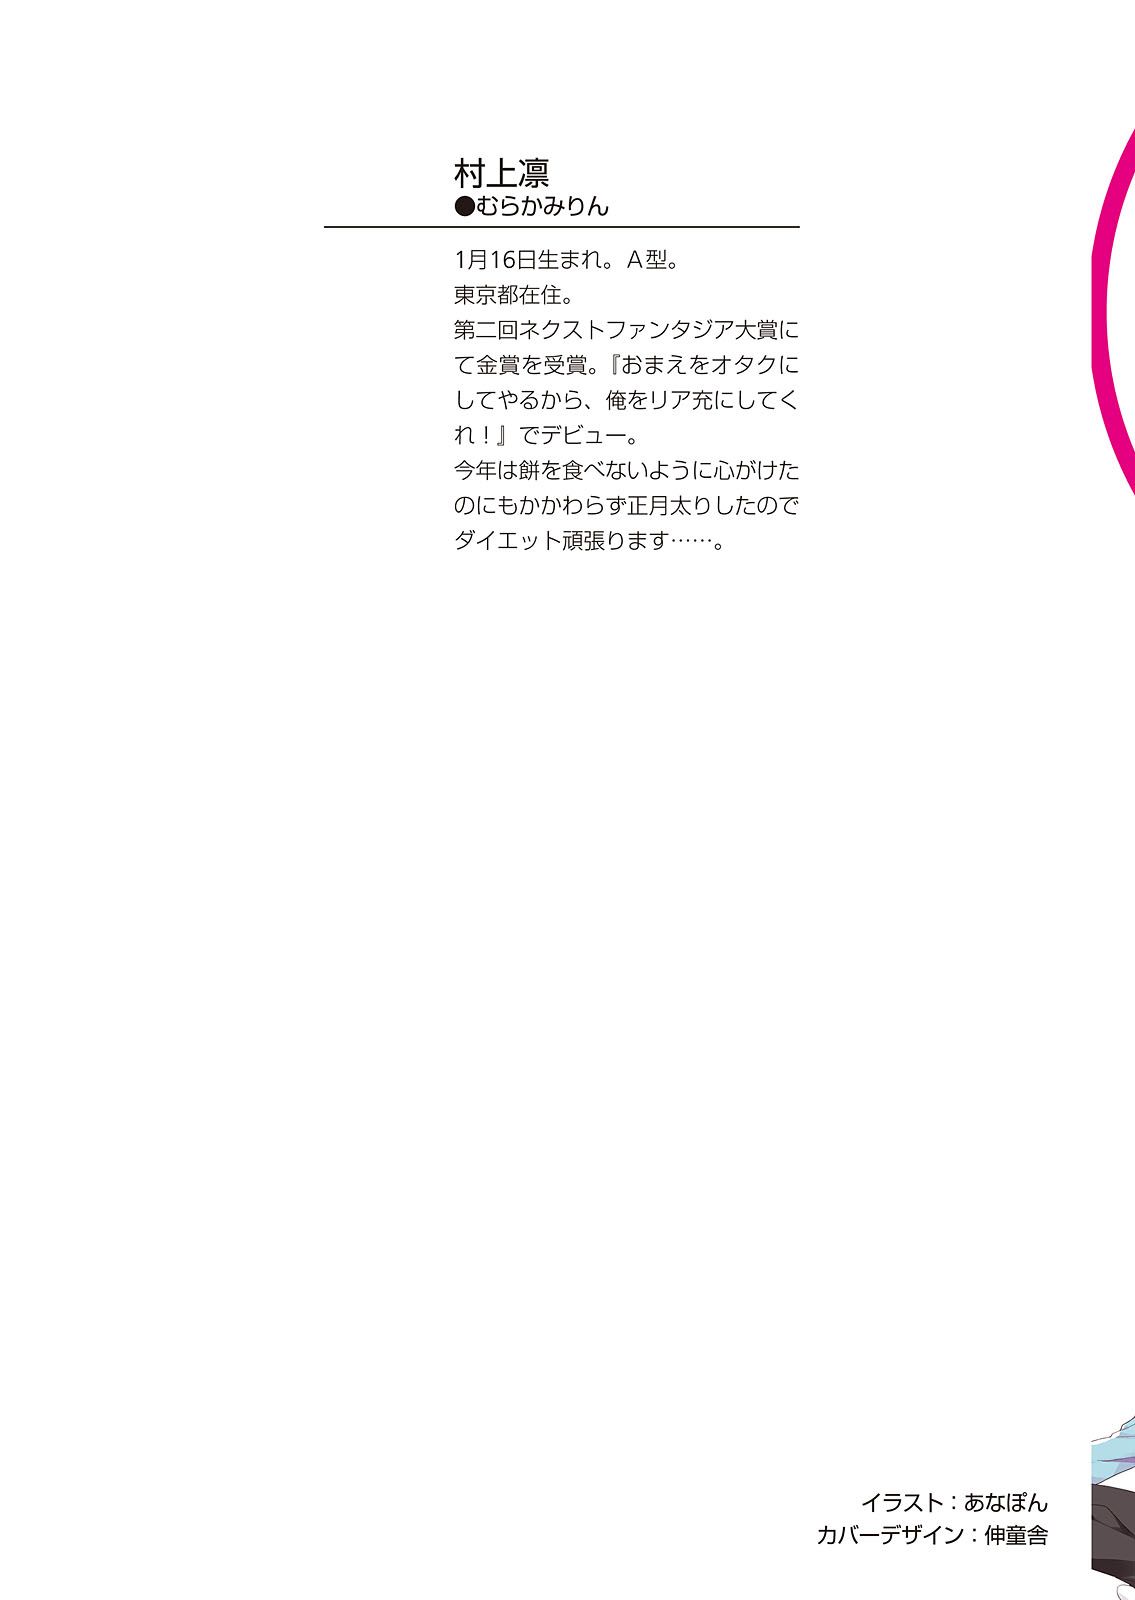 村上凛
●むらかみりん
1月16日生まれ。A型。
東京都在住。
第二回ネクストファンタジア大賞に
て金賞を受賞。『おまえをオタクに
してやるから、俺をリア充にしてく
れ！』でデビュー。
今年は餅を食べないように心がけた
のにもかかわらず正月太りしたので
ダイエット頑張ります……。
イラスト：あなぽん
カバーデザイン：伸童舎